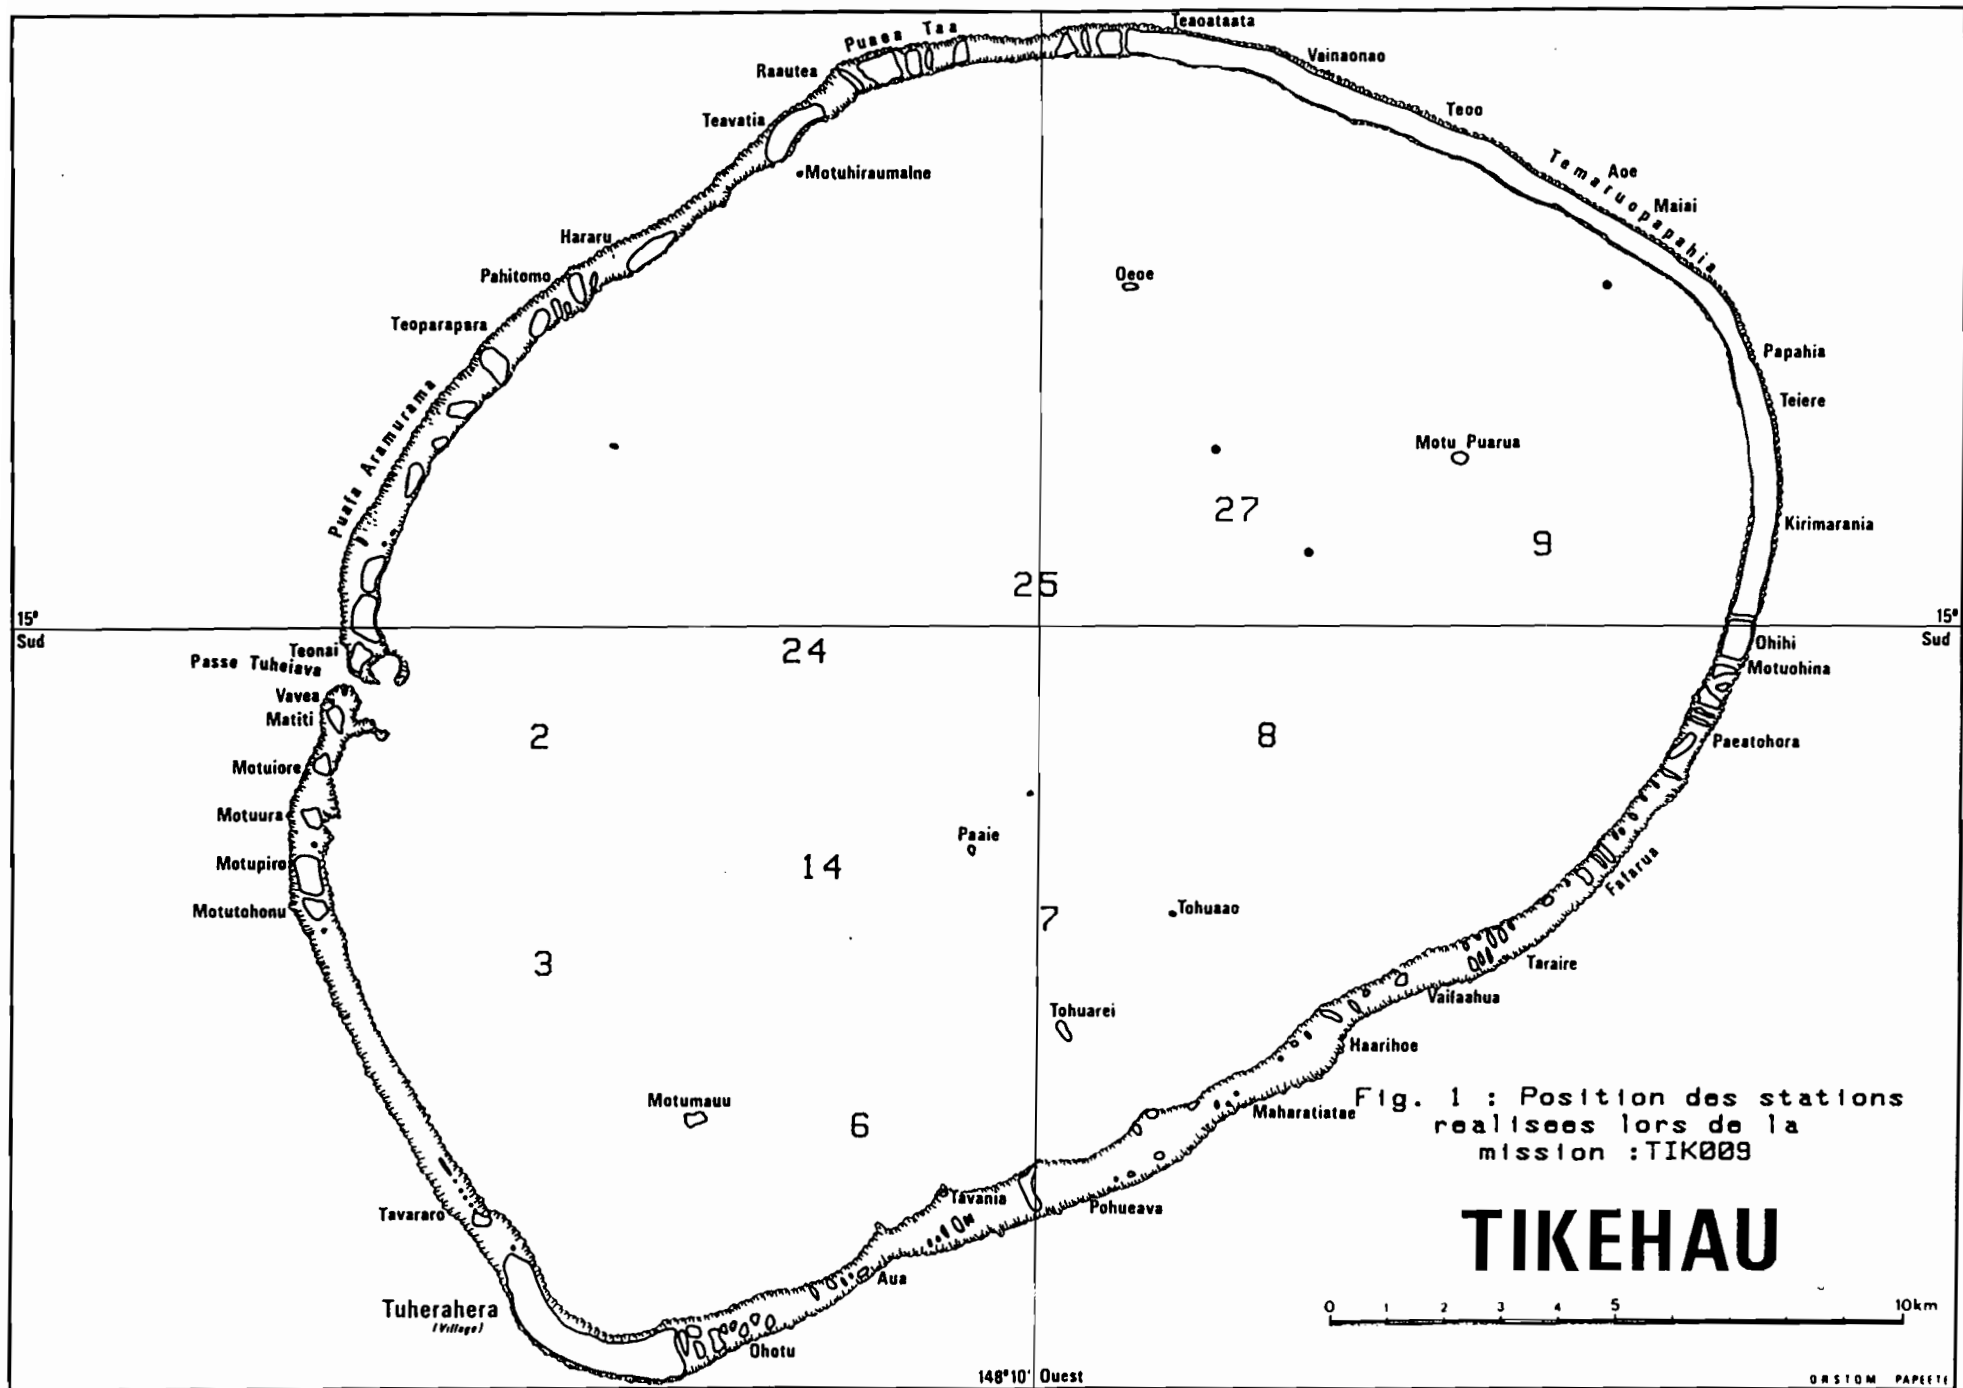 Teaoataata
Puaea Taa
Vainaonao
Raautea
Teavatia
Teoo
Temaruopapahia
Aoe
Motuhiraumaine
Maiai
Hararu
Pahitomo
Oeoe
Teoparapara
Papahia
Teiere
Puafa Aramurama
Motu Puarua
27
Kirimarania
9
25
15°
Sud
15°
Sud
Teonai
Passe Tuheiava
24
Ohihi
Motuohina
Vavea
Matiti
2
8
Paeatohora
Motuiore
Motuura
Paaie
Motupiro
14
Fafarua
Motutohonu
7
Tohuaao
3
Taraire
Vaifaahua
Tohuarei
Haarihoe
Motumauu
6
Maharatiatae
Fig. 1 : Position des stations
realisees lors de la
mission :TIK009
Tavania
Pohueava
Tavararo
TIKEHAU
Aua
Tuherahera
(Village)
0 1 2 3 4 5 10km
Ohotu
148°10' Ouest
ORSTOM PAPEETE